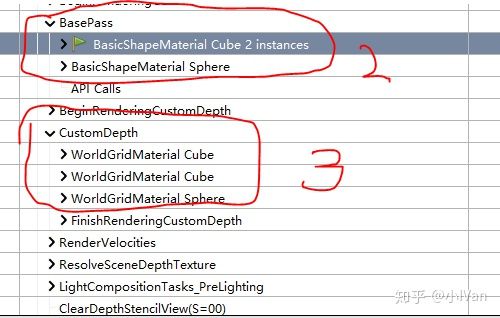 BasePass
BasicShapeMaterial Cube 2 instances
BasicShapeMaterial Sphere
2
API Calls
BeginRenderingCustomDepth
CustomDepth
WorldGridMaterial Cube
WorldGridMaterial Cube
3
WorldGridMaterial Sphere
FinishRenderingCustomDepth
RenderVelocities
ResolveSceneDepthTexture
LightCompositionTasks_PreLighting
ClearDepthStencilView(S=00)
知乎 @小IVan